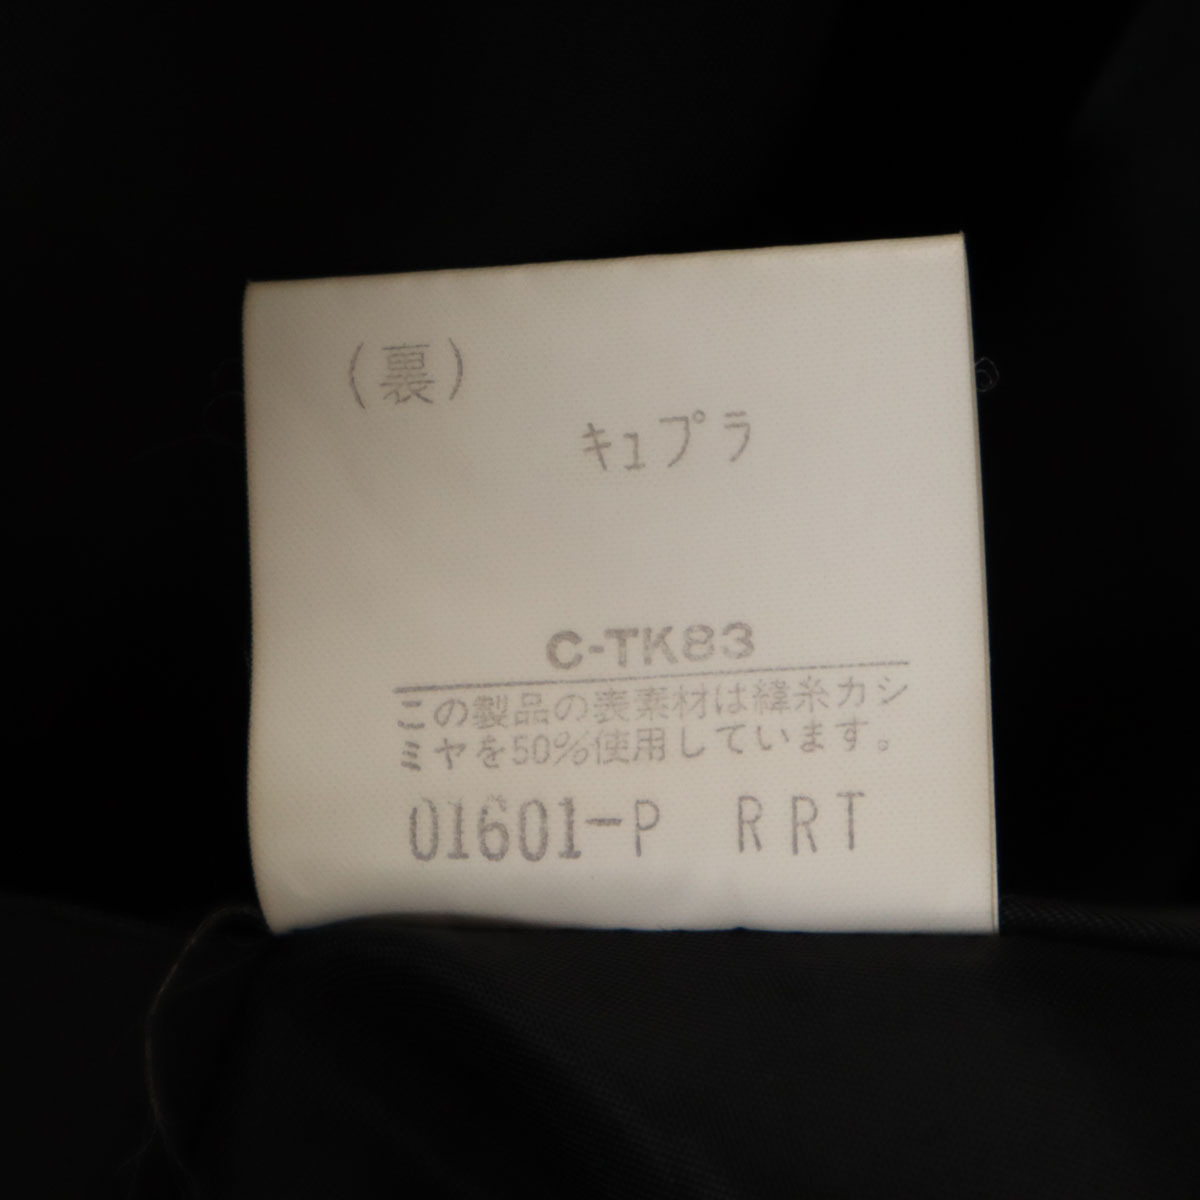 (裏)
キュプラ
C-TK83
この製品の表素材は緯糸カシ
ミヤを50%使用しています。
01601-P RRT